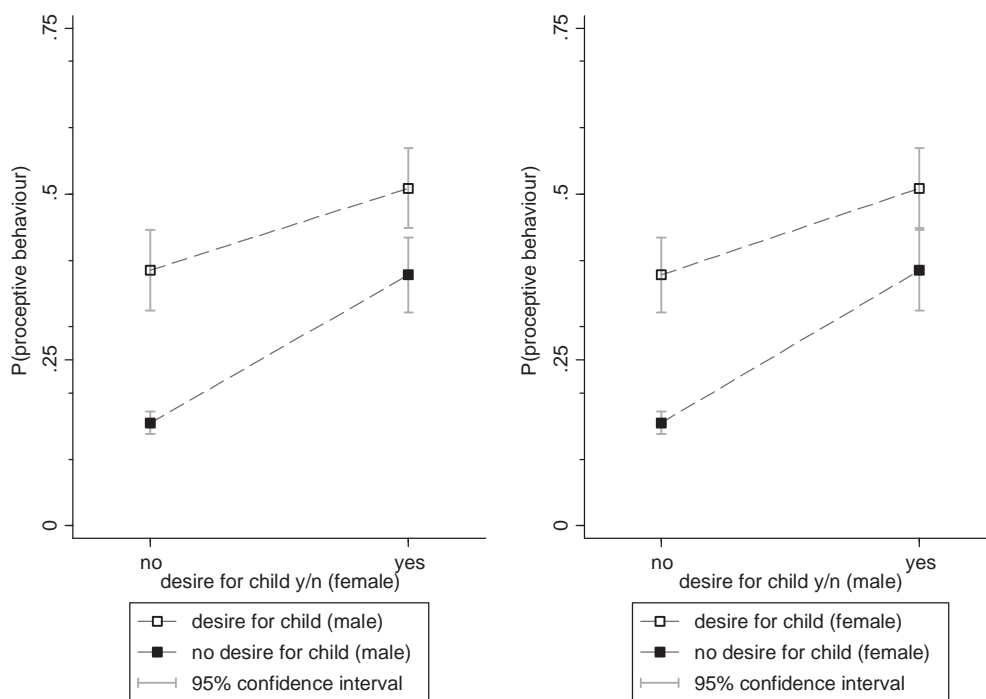 P(proceptive behaviour)
.75
.5
.25
0
no
yes
desire for child y/n (female)
desire for child (male)
no desire for child (male)
95% confidence interval
P(proceptive behaviour)
.75
.5
.25
0
no
yes
desire for child y/n (male)
desire for child (female)
no desire for child (female)
95% confidence interval